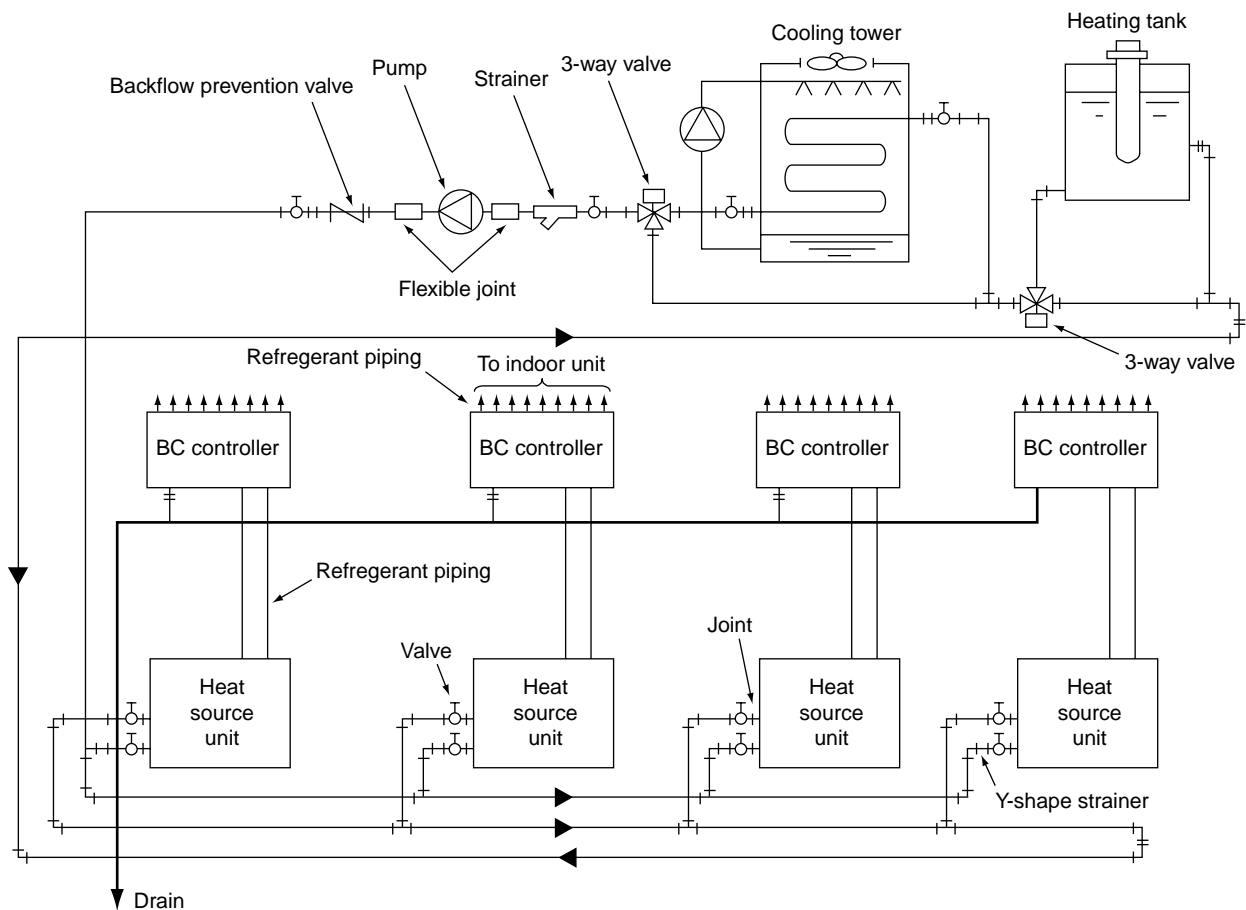 Heating tank
Cooling tower
3-way valve
Strainer
Pump
Backflow prevention valve
Flexible joint
3-way valve
Refregerant piping
To indoor unit
BC controller
BC controller
BC controller
BC controller
Refregerant piping
Valve
Joint
Heat
source
unit
Heat
source
unit
Heat
source
unit
Heat
source
unit
Y-shape strainer
Drain